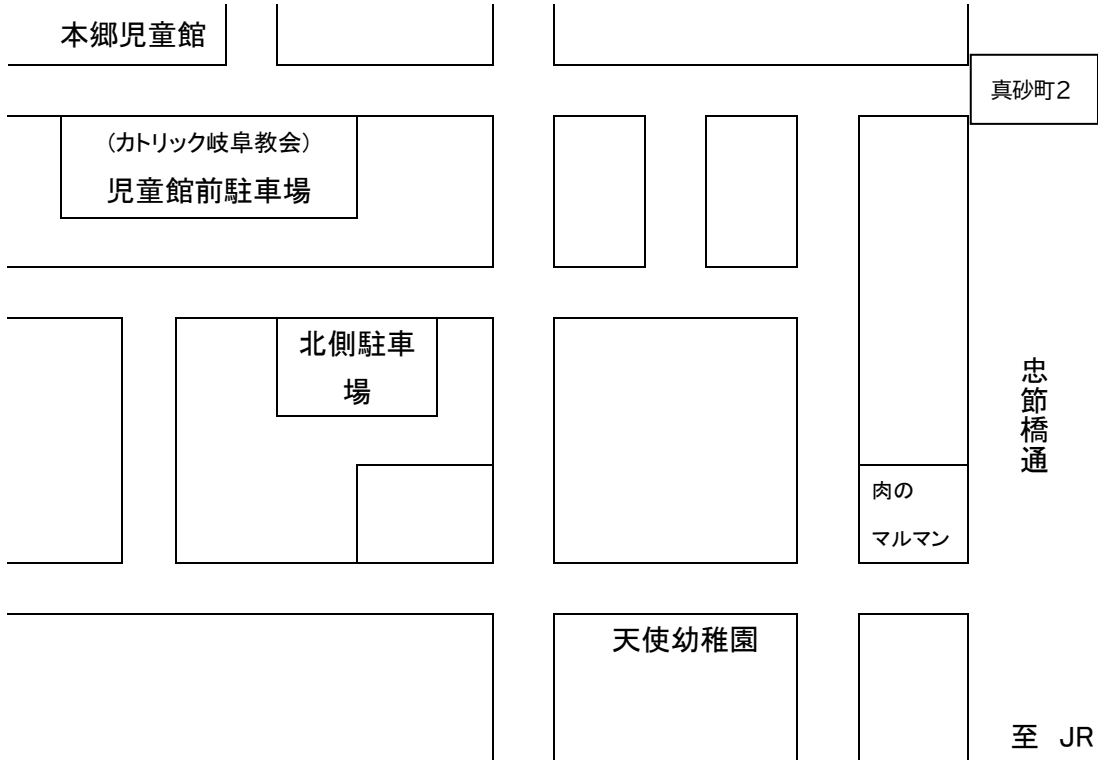 本郷児童館
真砂町2
(カトリック岐阜教会)
児童館前駐車場
北側駐車
場
忠節橋通
肉の
マルマン
天使幼稚園
至 JR